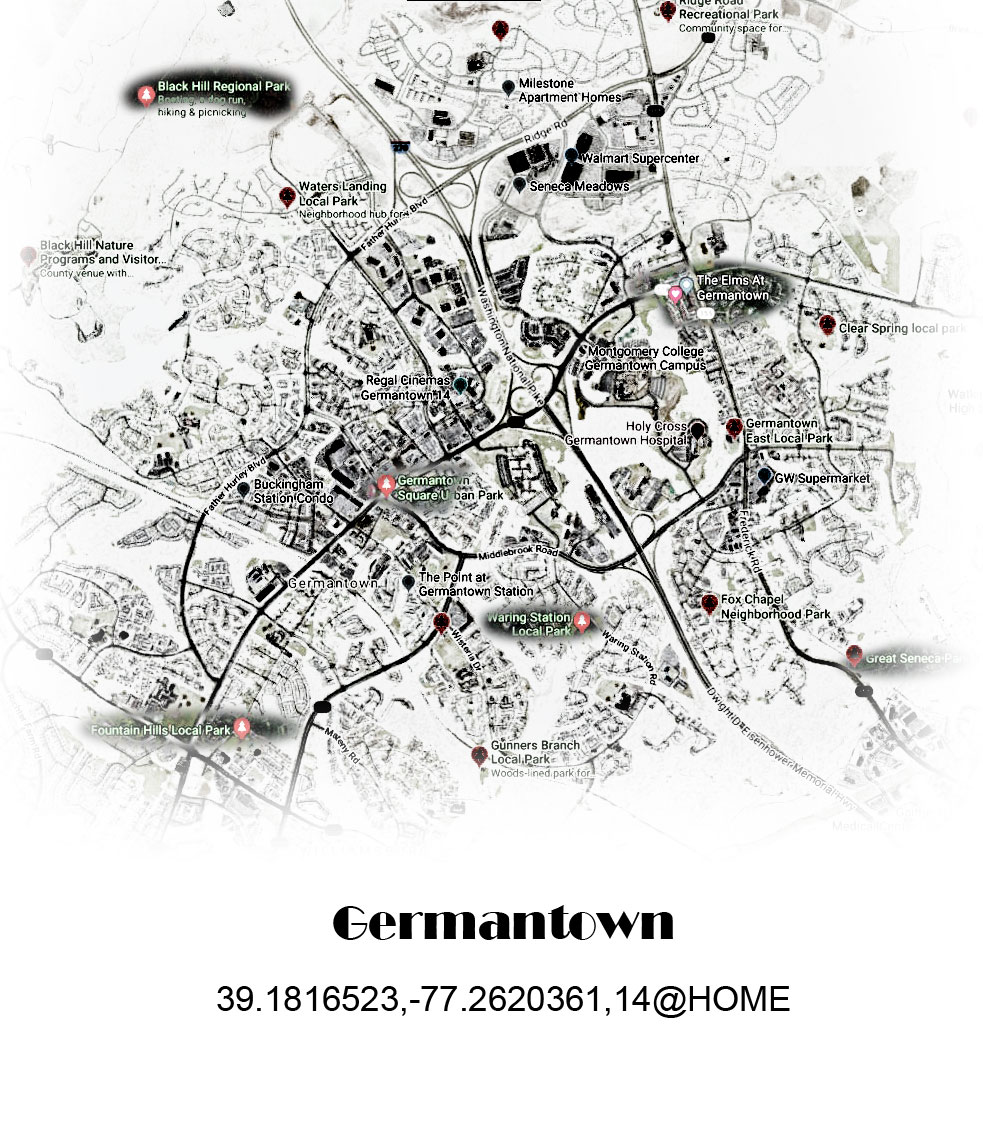 Ridge Road
Recreational Park
Community space for...
Milestone
Apartment Homes
Black Hill Regional Park
Boating, a dog run,
hiking & picnicking
Ridge Rd
Walmart Supercenter
Seneca Meadows
Waters Landing
Local Park
Neighborhood hub for
Father Hurley Blvd
Black Hill Nature
Programs and Visitor...
County venue with...
The Elms At
Germantown
Washington National Pike
Clear Spring local park
Montgomery College
Germantown Campus
Regal Cinemas
Germantown 14
Holy Cross
Germantown Hospital
Germantown
East Local Park
Father Hurley Blvd
Buckingham
Station Condo
Germantown
Square Urban Park
GW Supermarket
Frederick Rd
Middlebrook Road
Germantown
The Point at
Germantown Station
Fox Chapel
Neighborhood Park
Waring Station
Local Park
Wisteria Dr
Waring Station Rd
Great Seneca Par
Dwight D. Eisenhower Memorial Hwy
Fountain Hills Local Park
Mateny Rd
Gunners Branch
Local Park
Woods-lined park for
Germantown
39.1816523,-77.2620361,14@HOME